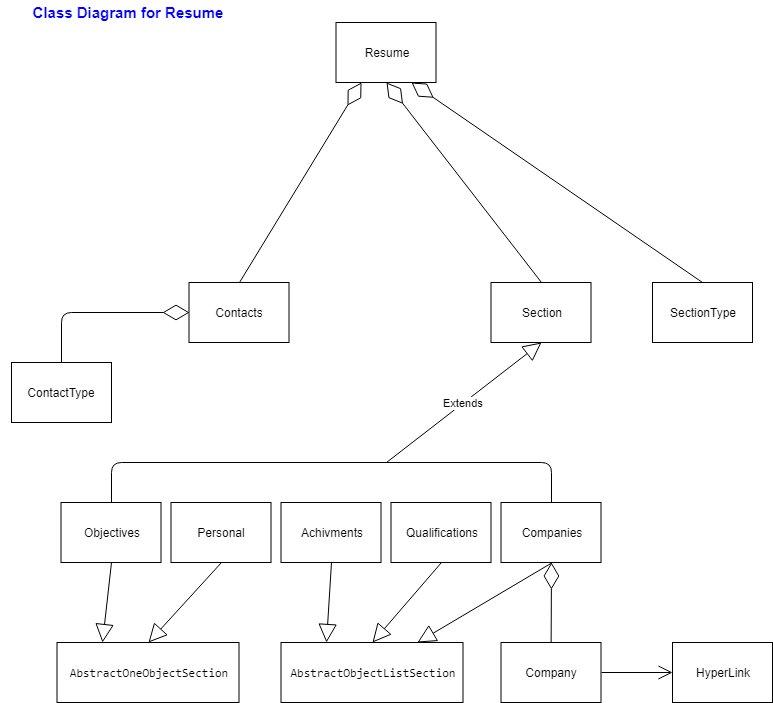 Class Diagram for Resume
Resume
Contacts
Section
SectionType
ContactType
Extends
Objectives
Personal
Achivments
Qualifications
Companies
AbstractOneObjectSection
AbstractObjectListSection
Company
HyperLink